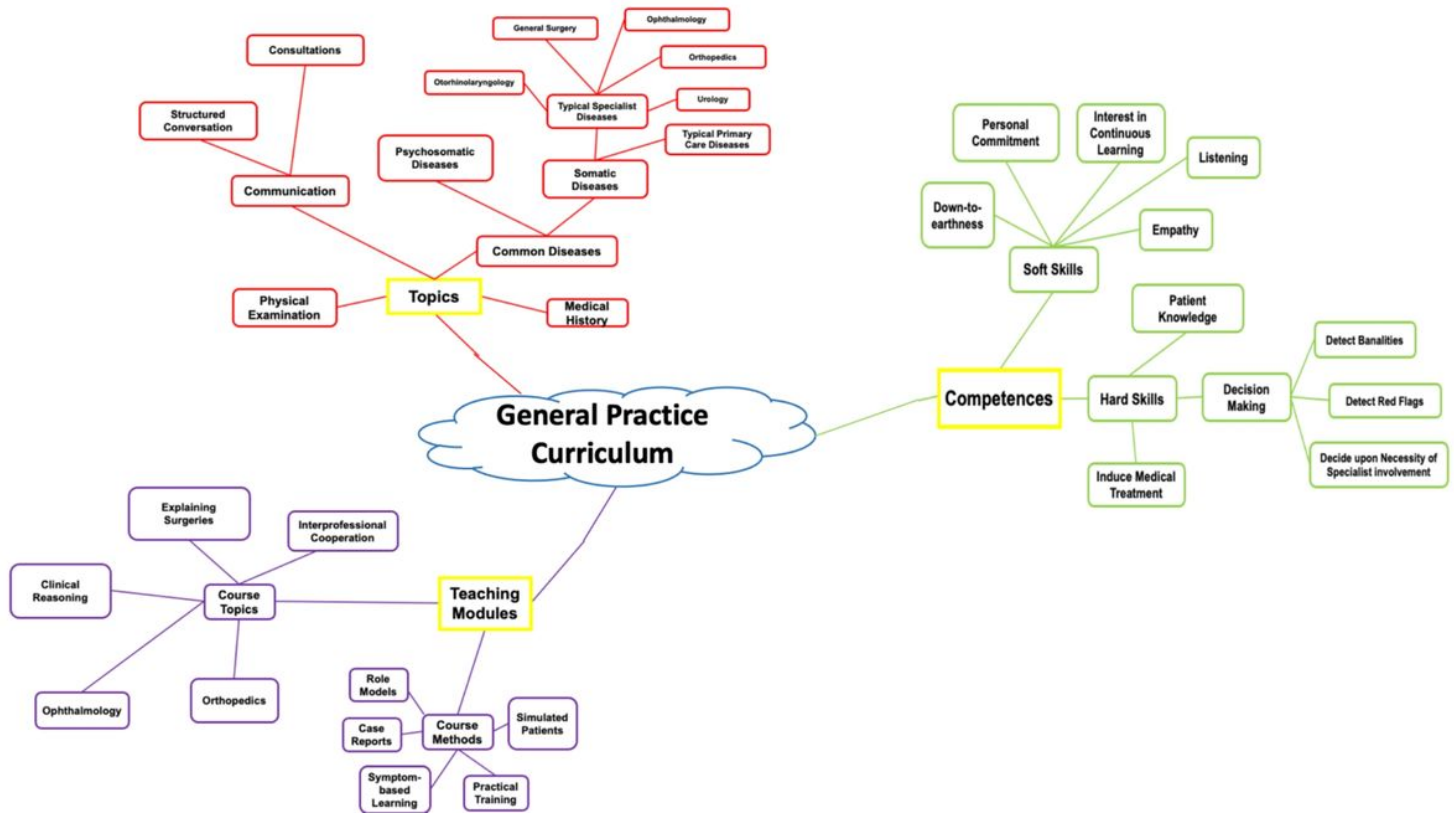 General Practice
Curriculum
Topics
Communication
Consultations
Structured
Conversation
Physical
Examination
Medical
History
Common Diseases
Psychosomatic
Diseases
Somatic
Diseases
Typical Primary
Care Diseases
Typical Specialist
Diseases
Otorhinolaryngology
General Surgery
Ophthalmology
Orthopedics
Urology
Competences
Soft Skills
Down-to-
earthness
Personal
Commitment
Interest in
Continuous
Learning
Listening
Empathy
Hard Skills
Patient
Knowledge
Induce Medical
Treatment
Decision
Making
Detect Banalities
Detect Red Flags
Decide upon Necessity of
Specialist involvement
Teaching
Modules
Course
Topics
Explaining
Surgeries
Interprofessional
Cooperation
Clinical
Reasoning
Ophthalmology
Orthopedics
Course
Methods
Role
Models
Case
Reports
Symptom-
based
Learning
Practical
Training
Simulated
Patients